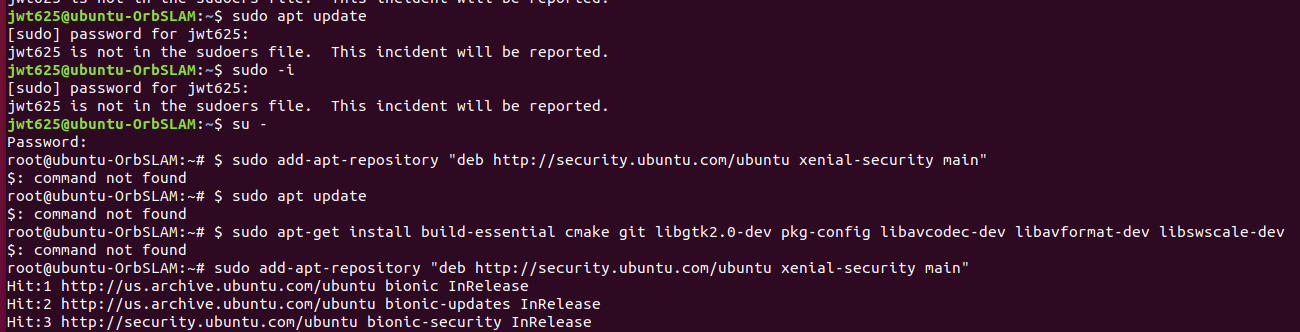 jwt625 is not in the sudoers file.  This incident will be reported.
jwt625@ubuntu-OrbSLAM:~$ sudo apt update
[sudo] password for jwt625:
jwt625 is not in the sudoers file.  This incident will be reported.
jwt625@ubuntu-OrbSLAM:~$ sudo -i
[sudo] password for jwt625:
jwt625 is not in the sudoers file.  This incident will be reported.
jwt625@ubuntu-OrbSLAM:~$ su -
Password:
root@ubuntu-OrbSLAM:~# $ sudo add-apt-repository "deb http://security.ubuntu.com/ubuntu xenial-security main"
$: command not found
root@ubuntu-OrbSLAM:~# $ sudo apt update
$: command not found
root@ubuntu-OrbSLAM:~# $ sudo apt-get install build-essential cmake git libgtk2.0-dev pkg-config libavcodec-dev libavformat-dev libswscale-dev
$: command not found
root@ubuntu-OrbSLAM:~# sudo add-apt-repository "deb http://security.ubuntu.com/ubuntu xenial-security main"
Hit:1 http://us.archive.ubuntu.com/ubuntu bionic InRelease
Hit:2 http://us.archive.ubuntu.com/ubuntu bionic-updates InRelease
Hit:3 http://security.ubuntu.com/ubuntu bionic-security InRelease